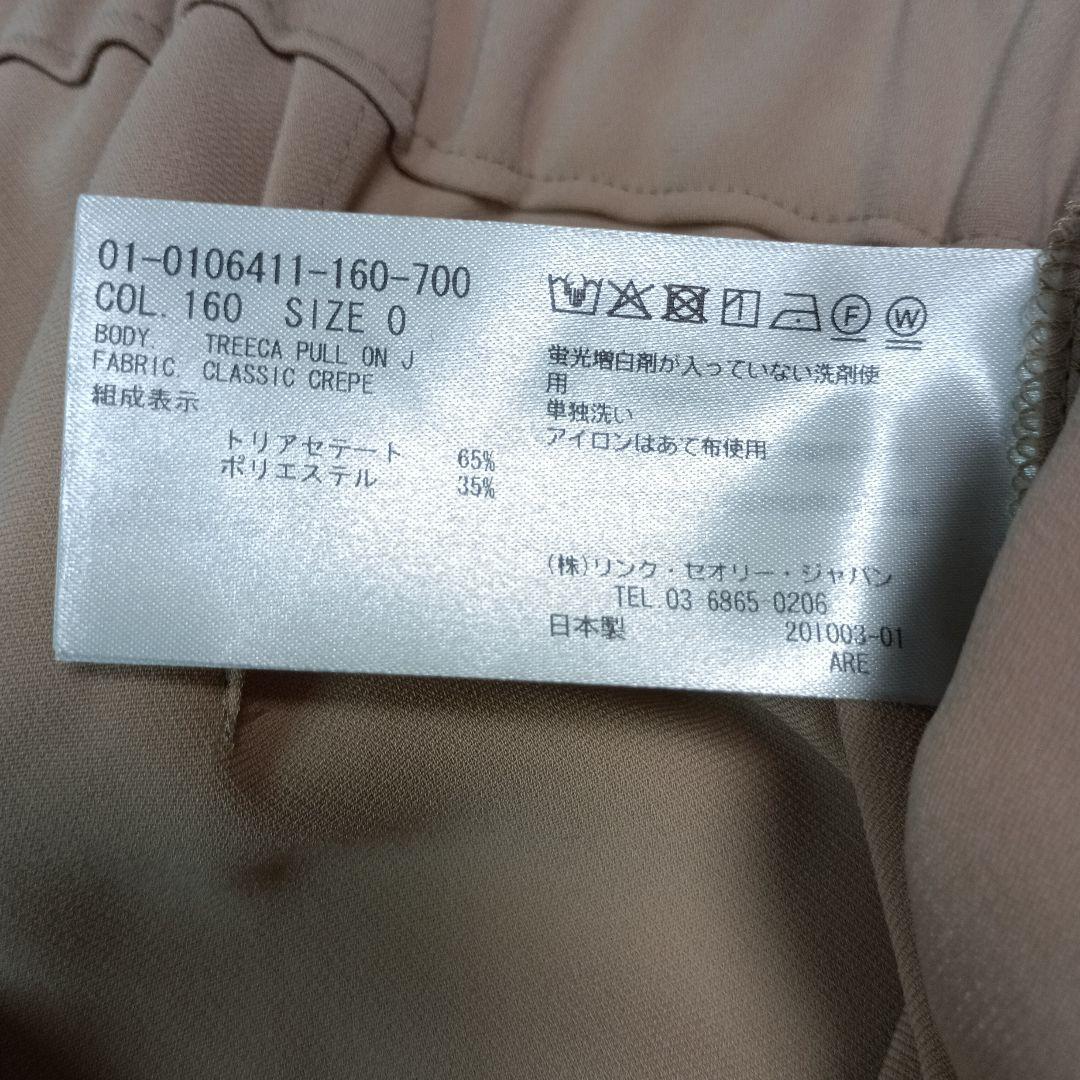 01-0106411-160-700
COL. 160 SIZE 0
BODY. TREECA PULL ON J
FABRIC. CLASSIC CREPE
組成表示
トリアセテート 65%
ポリエステル 35%
F
W
蛍光増白剤が入っていない洗剤使
用
単独洗い
アイロンはあて布使用
(株)リンク・セオリー・ジャパン
TEL.03 6865 0206
日本製 201003-01
ARE